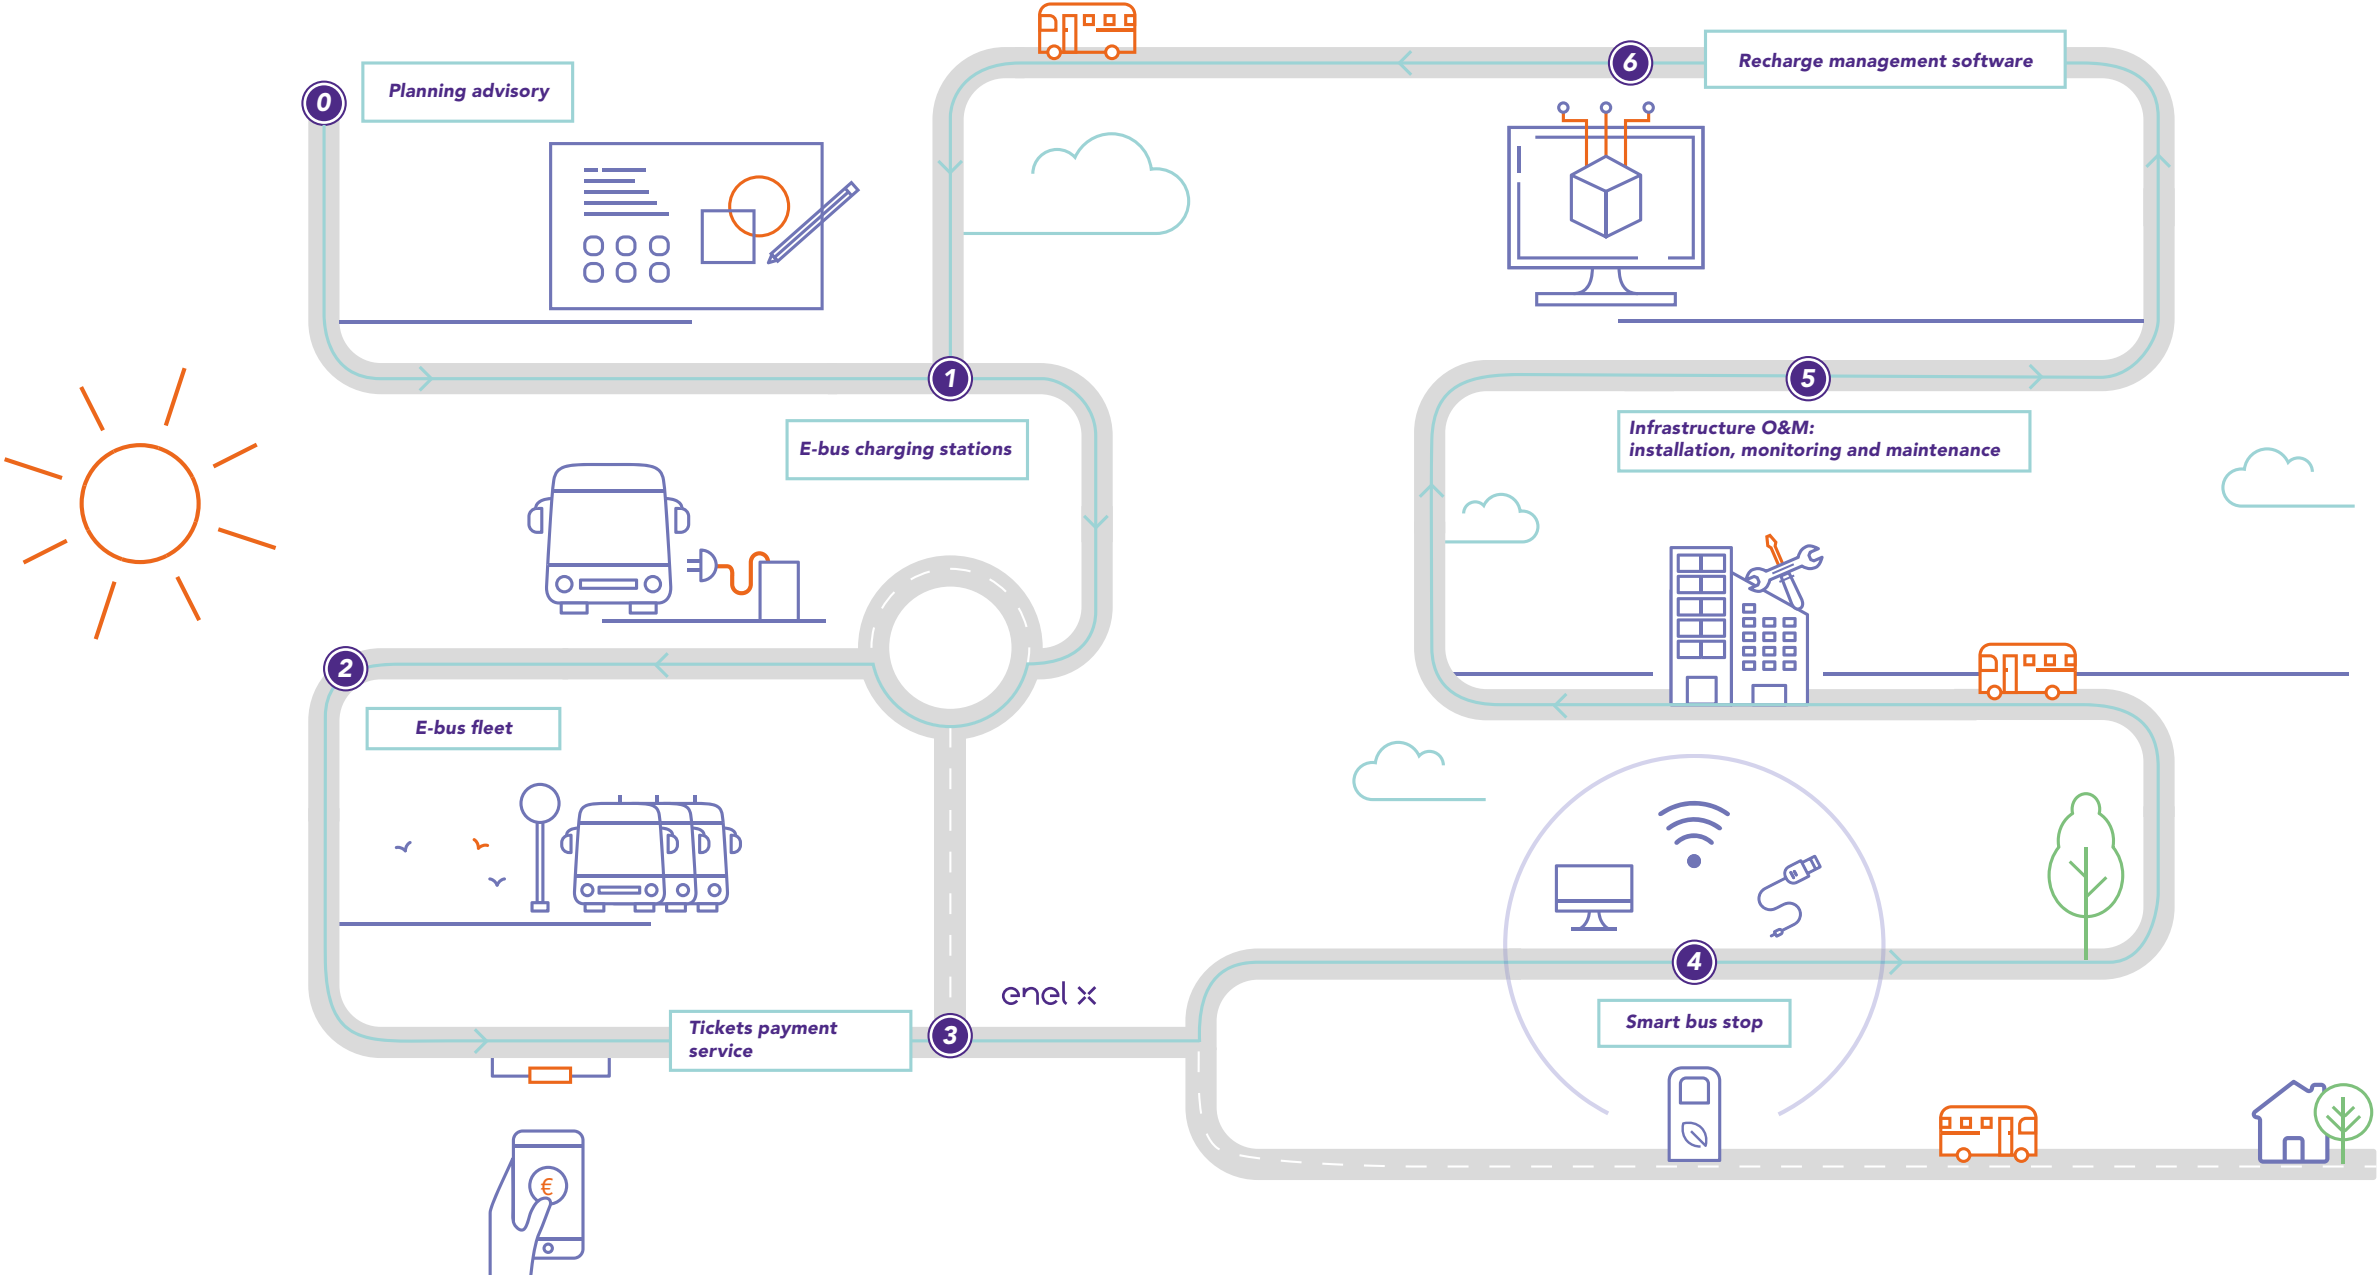 0
Planning advisory
1
E-bus charging stations
2
E-bus fleet
3
Tickets payment
service
enel x
€
4
Smart bus stop
5
Infrastructure O&M:
installation, monitoring and maintenance
6
Recharge management software